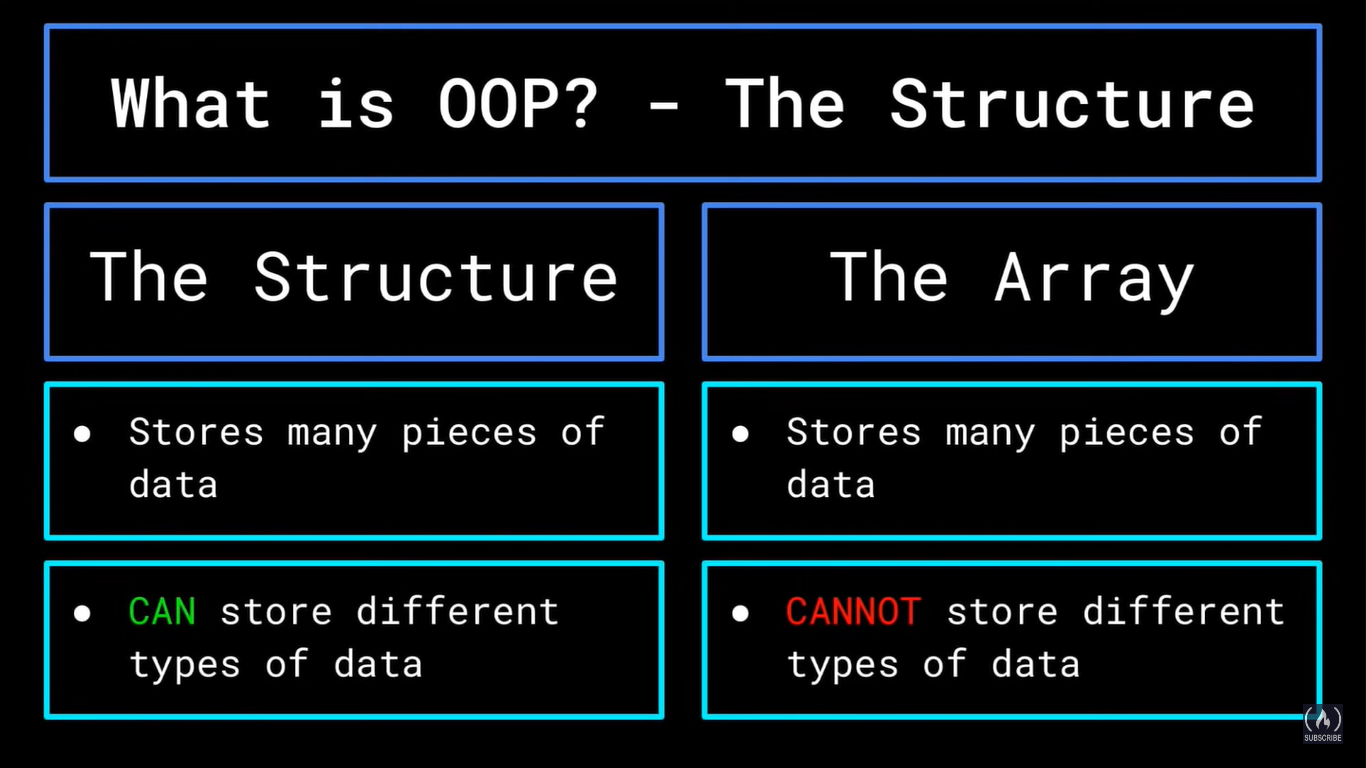 What is OOP? - The Structure
The Structure
The Array
● Stores many pieces of
data
● Stores many pieces of
data
● CAN store different
types of data
● CANNOT store different
types of data
SUBSCRIBE